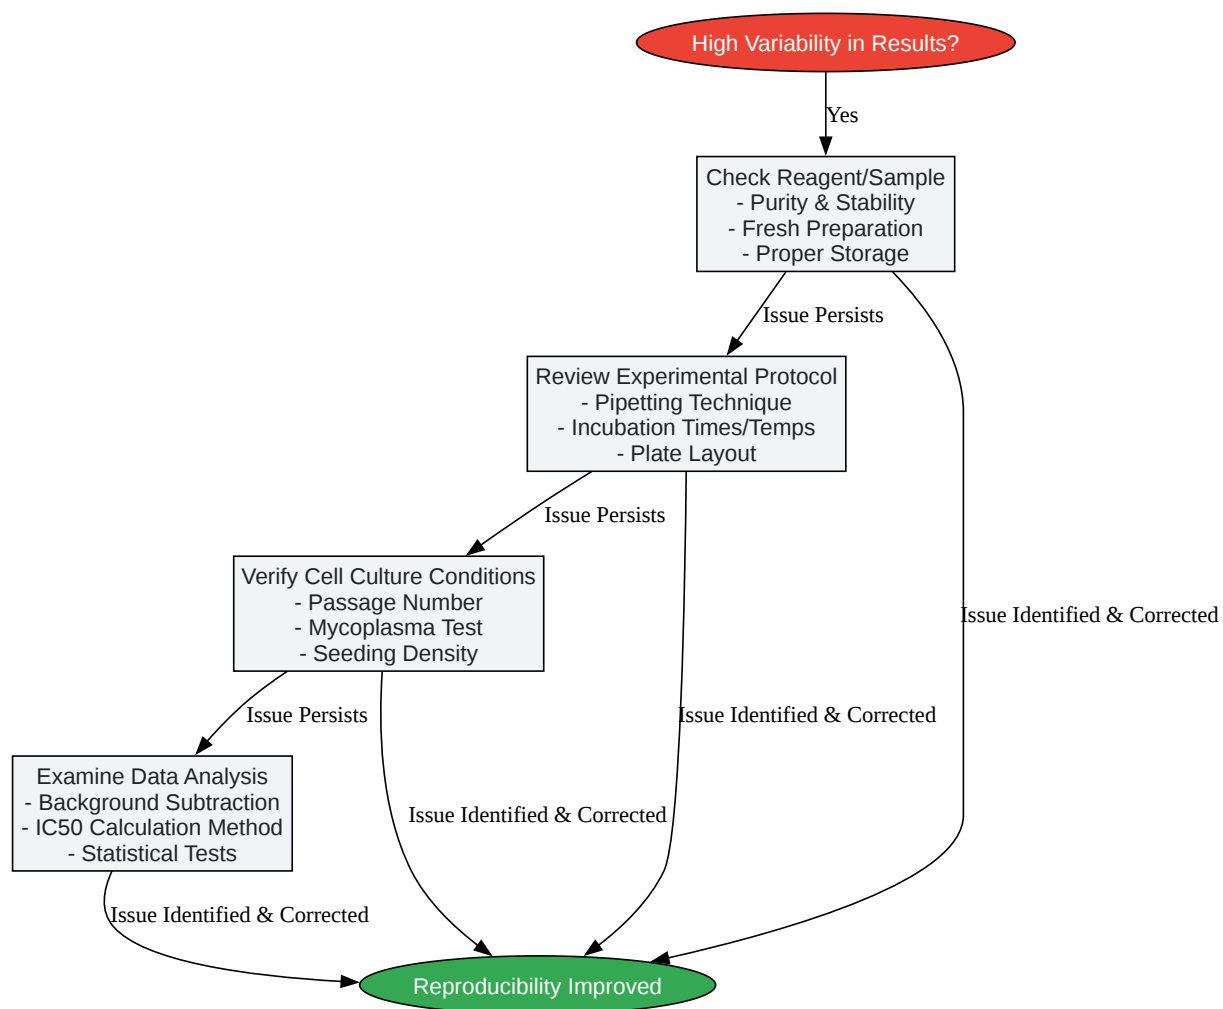 High Variability in Results?
Yes
Check Reagent/Sample
- Purity & Stability
- Fresh Preparation
- Proper Storage
Issue Persists
Review Experimental Protocol
- Pipetting Technique
- Incubation Times/Temps
- Plate Layout
Issue Persists
Verify Cell Culture Conditions
- Passage Number
- Mycoplasma Test
- Seeding Density
Issue Identified & Corrected
Issue Persists
Issue Identified & Corrected
Examine Data Analysis
- Background Subtraction
- IC50 Calculation Method
- Statistical Tests
Issue Identified & Corrected
Issue Identified & Corrected
Reproducibility Improved